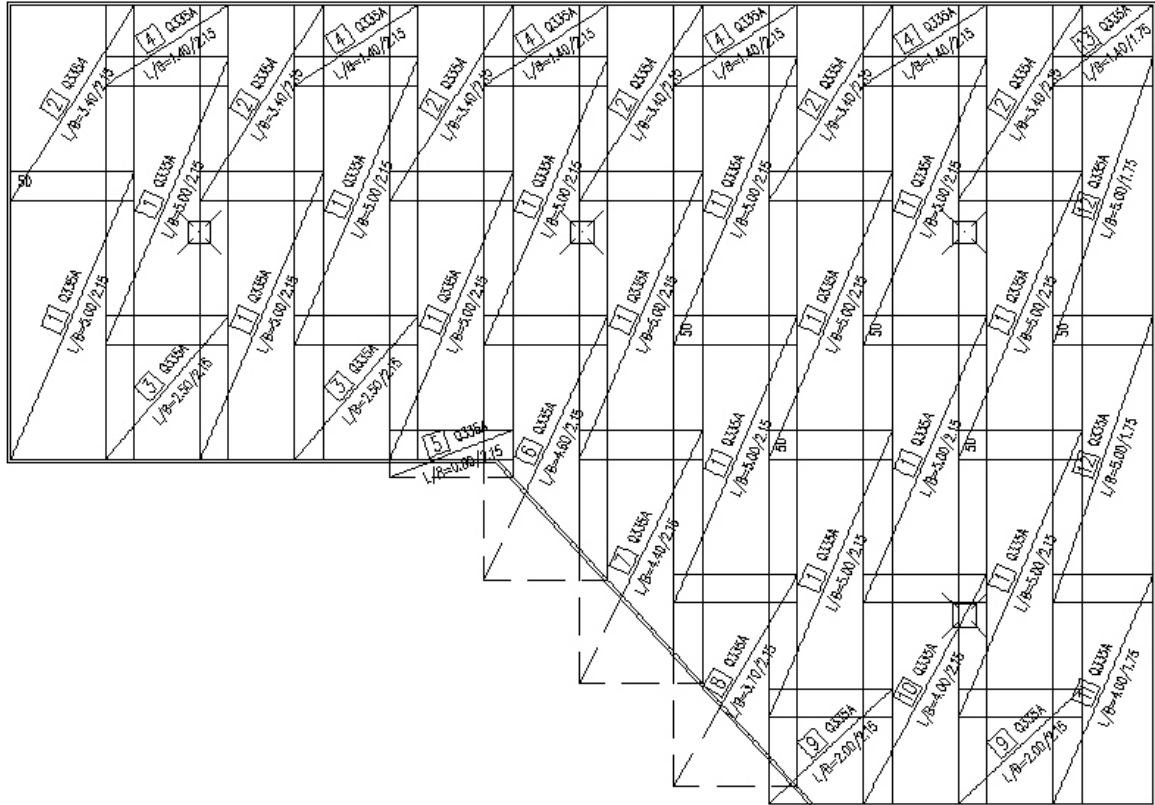 4 Q335A
L/B=1.40/2.15
4 Q335A
L/B=1.40/2.15
4 Q335A
L/B=1.40/2.15
4 Q335A
L/B=1.40/2.15
4 Q335A
L/B=1.40/2.15
13 Q335A
L/B=1.40/1.75
2 Q335A
L/B=3.40/2.15
2 Q335A
L/B=3.40/2.15
2 Q335A
L/B=3.40/2.15
2 Q335A
L/B=3.40/2.15
2 Q335A
L/B=3.40/2.15
2 Q335A
L/B=3.40/2.15
50
1 Q335A
L/B=5.00/2.15
1 Q335A
L/B=5.00/2.15
1 Q335A
L/B=5.00/2.15
1 Q335A
L/B=5.00/2.15
1 Q335A
L/B=5.00/2.15
12 Q335A
L/B=5.00/1.75
1 Q335A
L/B=5.00/2.15
1 Q335A
L/B=5.00/2.15
1 Q335A
L/B=5.00/2.15
1 Q335A
L/B=5.00/2.15
50
1 Q335A
L/B=5.00/2.15
50
1 Q335A
L/B=5.00/2.15
50
3 Q335A
L/B=2.50/2.15
3 Q335A
L/B=2.50/2.15
5 Q335A
L/B=0.80/2.15
6 Q335A
L/B=4.60/2.15
1 Q335A
L/B=5.00/2.15
50
1 Q335A
L/B=5.00/2.15
50
12 Q335A
L/B=5.00/1.75
7 Q335A
L/B=4.40/2.15
1 Q335A
L/B=5.00/2.15
1 Q335A
L/B=5.00/2.15
8 Q335A
L/B=3.70/2.15
10 Q335A
L/B=4.00/2.15
11 Q335A
L/B=4.00/1.75
9 Q335A
L/B=2.00/2.15
9 Q335A
L/B=2.00/2.15